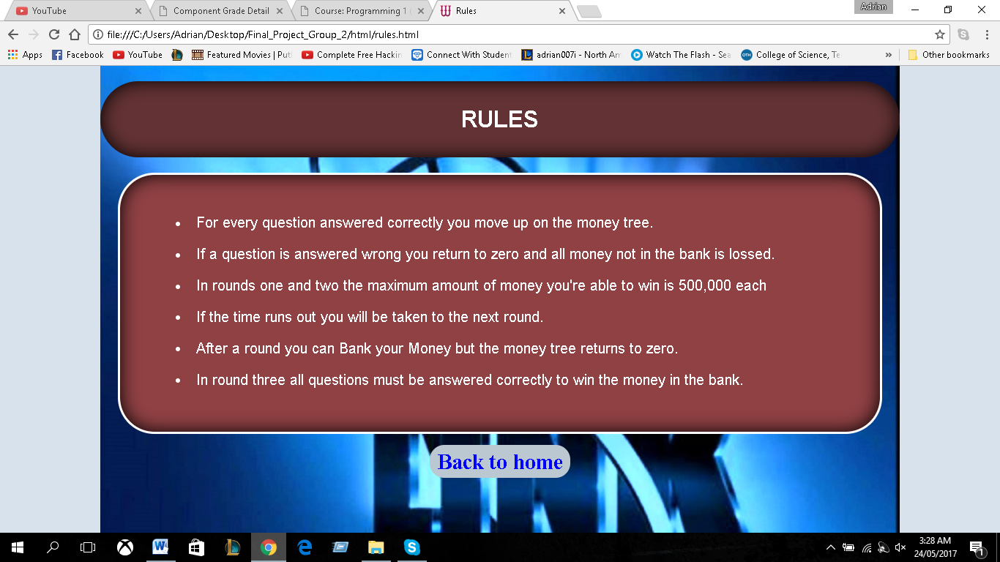 YouTube
Component Grade Detail
Course: Programming 1 (
Rules
Adrian
file:///C:/Users/Adrian/Desktop/Final_Project_Group_2/html/rules.html
Apps
Facebook
YouTube
Featured Movies | Put
Complete Free Hackin
Connect With Student
adrian007i - North Am
Watch The Flash - Sea
OTH
College of Science, Te
»
Other bookmarks
RULES
• For every question answered correctly you move up on the money tree.
• If a question is answered wrong you return to zero and all money not in the bank is lossed.
• In rounds one and two the maximum amount of money you're able to win is 500,000 each
• If the time runs out you will be taken to the next round.
• After a round you can Bank your Money but the money tree returns to zero.
• In round three all questions must be answered correctly to win the money in the bank.
Back to home
3:28 AM
24/05/2017
1